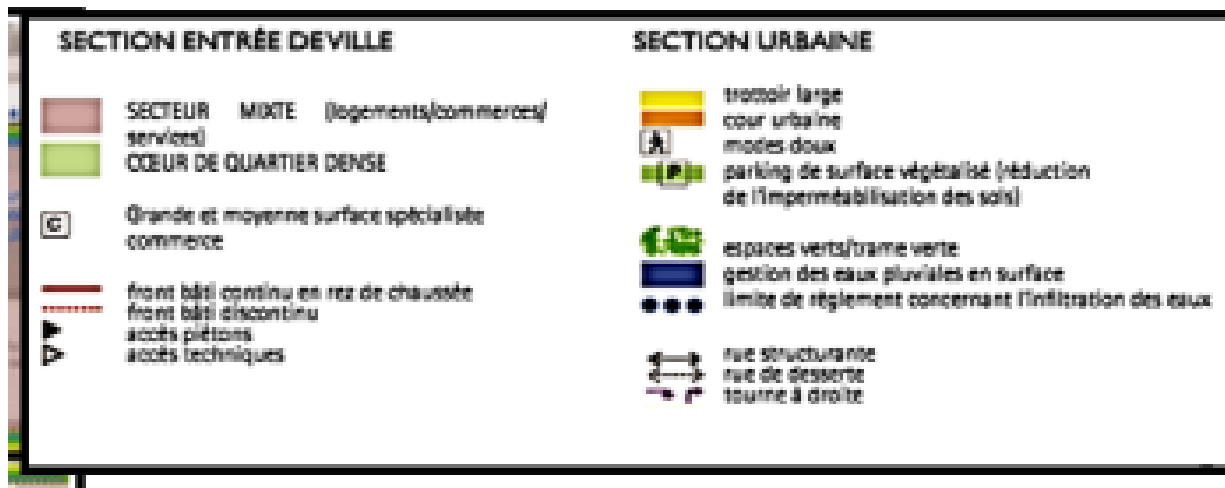 SECTION ENTRÉE DEVILLE
SECTEUR MIXTE (logements/commerces/
services)
CŒUR DE QUARTIER DENSE
C
Grande et moyenne surface spécialisée
commerce
front bâti continu en rez de chaussée
front bâti discontinu
accès piétons
accès techniques
SECTION URBAINE
trottoir large
cour urbaine
modes doux
P
parking de surface végétalisé (réduction
de l'imperméabilisation des sols)
espaces verts/trame verte
gestion des eaux pluviales en surface
limite de règlement concernant l'infiltration des eaux
rue structurante
rue de desserte
tourne à droite